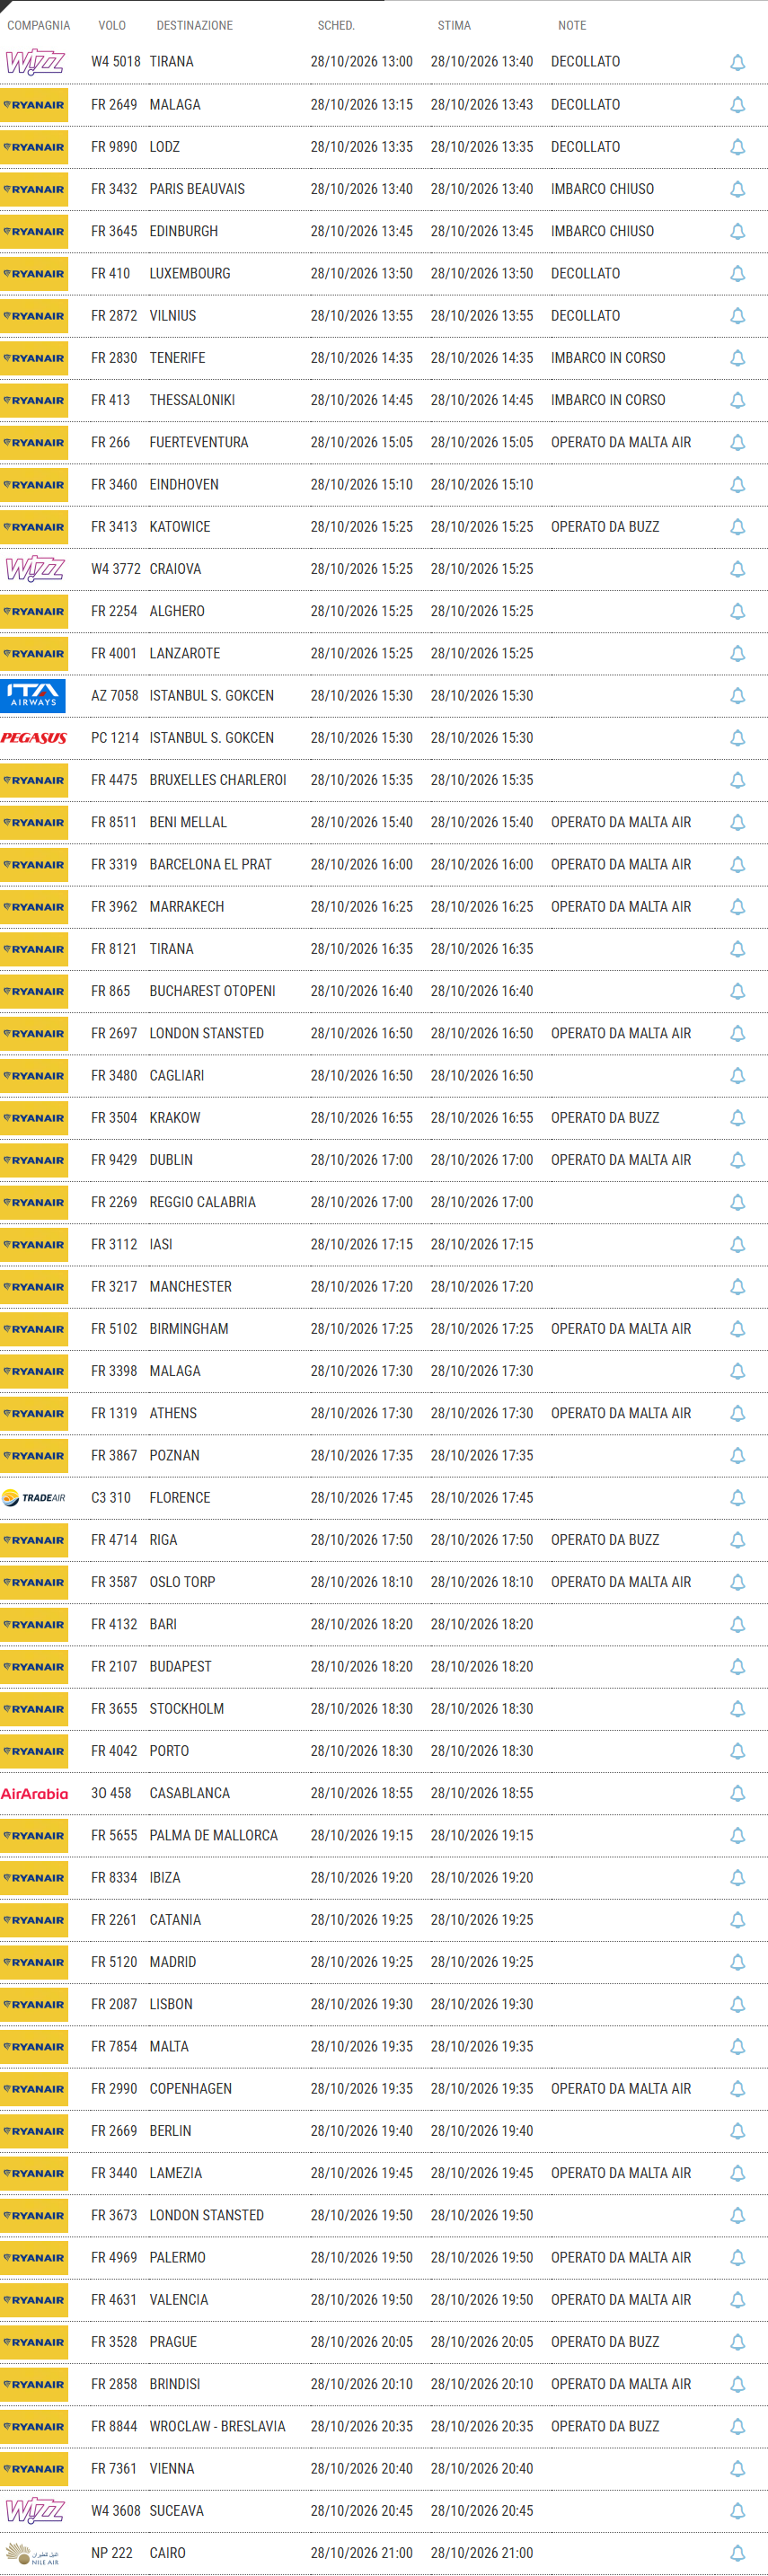 COMPAGNIA VOLO DESTINAZIONE SCHED. STIMA NOTE
WIZZ W4 5018 TIRANA 28/10/2026 13:00 28/10/2026 13:40 DECOLLATO
RYANAIR FR 2649 MALAGA 28/10/2026 13:15 28/10/2026 13:43 DECOLLATO
RYANAIR FR 9890 LODZ 28/10/2026 13:35 28/10/2026 13:35 DECOLLATO
RYANAIR FR 3432 PARIS BEAUVAIS 28/10/2026 13:40 28/10/2026 13:40 IMBARCO CHIUSO
RYANAIR FR 3645 EDINBURGH 28/10/2026 13:45 28/10/2026 13:45 IMBARCO CHIUSO
RYANAIR FR 410 LUXEMBOURG 28/10/2026 13:50 28/10/2026 13:50 DECOLLATO
RYANAIR FR 2872 VILNIUS 28/10/2026 13:55 28/10/2026 13:55 DECOLLATO
RYANAIR FR 2830 TENERIFE 28/10/2026 14:35 28/10/2026 14:35 IMBARCO IN CORSO
RYANAIR FR 413 THESSALONIKI 28/10/2026 14:45 28/10/2026 14:45 IMBARCO IN CORSO
RYANAIR FR 266 FUERTEVENTURA 28/10/2026 15:05 28/10/2026 15:05 OPERATO DA MALTA AIR
RYANAIR FR 3460 EINDHOVEN 28/10/2026 15:10 28/10/2026 15:10
RYANAIR FR 3413 KATOWICE 28/10/2026 15:25 28/10/2026 15:25 OPERATO DA BUZZ
WIZZ W4 3772 CRAIOVA 28/10/2026 15:25 28/10/2026 15:25
RYANAIR FR 2254 ALGHERO 28/10/2026 15:25 28/10/2026 15:25
RYANAIR FR 4001 LANZAROTE 28/10/2026 15:25 28/10/2026 15:25
ITA AIRWAYS AZ 7058 ISTANBUL S. GOKCEN 28/10/2026 15:30 28/10/2026 15:30
PEGASUS PC 1214 ISTANBUL S. GOKCEN 28/10/2026 15:30 28/10/2026 15:30
RYANAIR FR 4475 BRUXELLES CHARLEROI 28/10/2026 15:35 28/10/2026 15:35
RYANAIR FR 8511 BENI MELLAL 28/10/2026 15:40 28/10/2026 15:40 OPERATO DA MALTA AIR
RYANAIR FR 3319 BARCELONA EL PRAT 28/10/2026 16:00 28/10/2026 16:00 OPERATO DA MALTA AIR
RYANAIR FR 3962 MARRAKECH 28/10/2026 16:25 28/10/2026 16:25 OPERATO DA MALTA AIR
RYANAIR FR 8121 TIRANA 28/10/2026 16:35 28/10/2026 16:35
RYANAIR FR 865 BUCHAREST OTOPENI 28/10/2026 16:40 28/10/2026 16:40
RYANAIR FR 2697 LONDON STANSTED 28/10/2026 16:50 28/10/2026 16:50 OPERATO DA MALTA AIR
RYANAIR FR 3480 CAGLIARI 28/10/2026 16:50 28/10/2026 16:50
RYANAIR FR 3504 KRAKOW 28/10/2026 16:55 28/10/2026 16:55 OPERATO DA BUZZ
RYANAIR FR 9429 DUBLIN 28/10/2026 17:00 28/10/2026 17:00 OPERATO DA MALTA AIR
RYANAIR FR 2269 REGGIO CALABRIA 28/10/2026 17:00 28/10/2026 17:00
RYANAIR FR 3112 IASI 28/10/2026 17:15 28/10/2026 17:15
RYANAIR FR 3217 MANCHESTER 28/10/2026 17:20 28/10/2026 17:20
RYANAIR FR 5102 BIRMINGHAM 28/10/2026 17:25 28/10/2026 17:25 OPERATO DA MALTA AIR
RYANAIR FR 3398 MALAGA 28/10/2026 17:30 28/10/2026 17:30
RYANAIR FR 1319 ATHENS 28/10/2026 17:30 28/10/2026 17:30 OPERATO DA MALTA AIR
RYANAIR FR 3867 POZNAN 28/10/2026 17:35 28/10/2026 17:35
TRADEAIR C3 310 FLORENCE 28/10/2026 17:45 28/10/2026 17:45
RYANAIR FR 4714 RIGA 28/10/2026 17:50 28/10/2026 17:50 OPERATO DA BUZZ
RYANAIR FR 3587 OSLO TORP 28/10/2026 18:10 28/10/2026 18:10 OPERATO DA MALTA AIR
RYANAIR FR 4132 BARI 28/10/2026 18:20 28/10/2026 18:20
RYANAIR FR 2107 BUDAPEST 28/10/2026 18:20 28/10/2026 18:20
RYANAIR FR 3655 STOCKHOLM 28/10/2026 18:30 28/10/2026 18:30
RYANAIR FR 4042 PORTO 28/10/2026 18:30 28/10/2026 18:30
AirArabia 3O 458 CASABLANCA 28/10/2026 18:55 28/10/2026 18:55
RYANAIR FR 5655 PALMA DE MALLORCA 28/10/2026 19:15 28/10/2026 19:15
RYANAIR FR 8334 IBIZA 28/10/2026 19:20 28/10/2026 19:20
RYANAIR FR 2261 CATANIA 28/10/2026 19:25 28/10/2026 19:25
RYANAIR FR 5120 MADRID 28/10/2026 19:25 28/10/2026 19:25
RYANAIR FR 2087 LISBON 28/10/2026 19:30 28/10/2026 19:30
RYANAIR FR 7854 MALTA 28/10/2026 19:35 28/10/2026 19:35
RYANAIR FR 2990 COPENHAGEN 28/10/2026 19:35 28/10/2026 19:35 OPERATO DA MALTA AIR
RYANAIR FR 2669 BERLIN 28/10/2026 19:40 28/10/2026 19:40
RYANAIR FR 3440 LAMEZIA 28/10/2026 19:45 28/10/2026 19:45 OPERATO DA MALTA AIR
RYANAIR FR 3673 LONDON STANSTED 28/10/2026 19:50 28/10/2026 19:50
RYANAIR FR 4969 PALERMO 28/10/2026 19:50 28/10/2026 19:50 OPERATO DA MALTA AIR
RYANAIR FR 4631 VALENCIA 28/10/2026 19:50 28/10/2026 19:50 OPERATO DA MALTA AIR
RYANAIR FR 3528 PRAGUE 28/10/2026 20:05 28/10/2026 20:05 OPERATO DA BUZZ
RYANAIR FR 2858 BRINDISI 28/10/2026 20:10 28/10/2026 20:10 OPERATO DA MALTA AIR
RYANAIR FR 8844 WROCLAW - BRESLAVIA 28/10/2026 20:35 28/10/2026 20:35 OPERATO DA BUZZ
RYANAIR FR 7361 VIENNA 28/10/2026 20:40 28/10/2026 20:40
WIZZ W4 3608 SUCEAVA 28/10/2026 20:45 28/10/2026 20:45
النيل للطيران NILE AIR NP 222 CAIRO 28/10/2026 21:00 28/10/2026 21:00